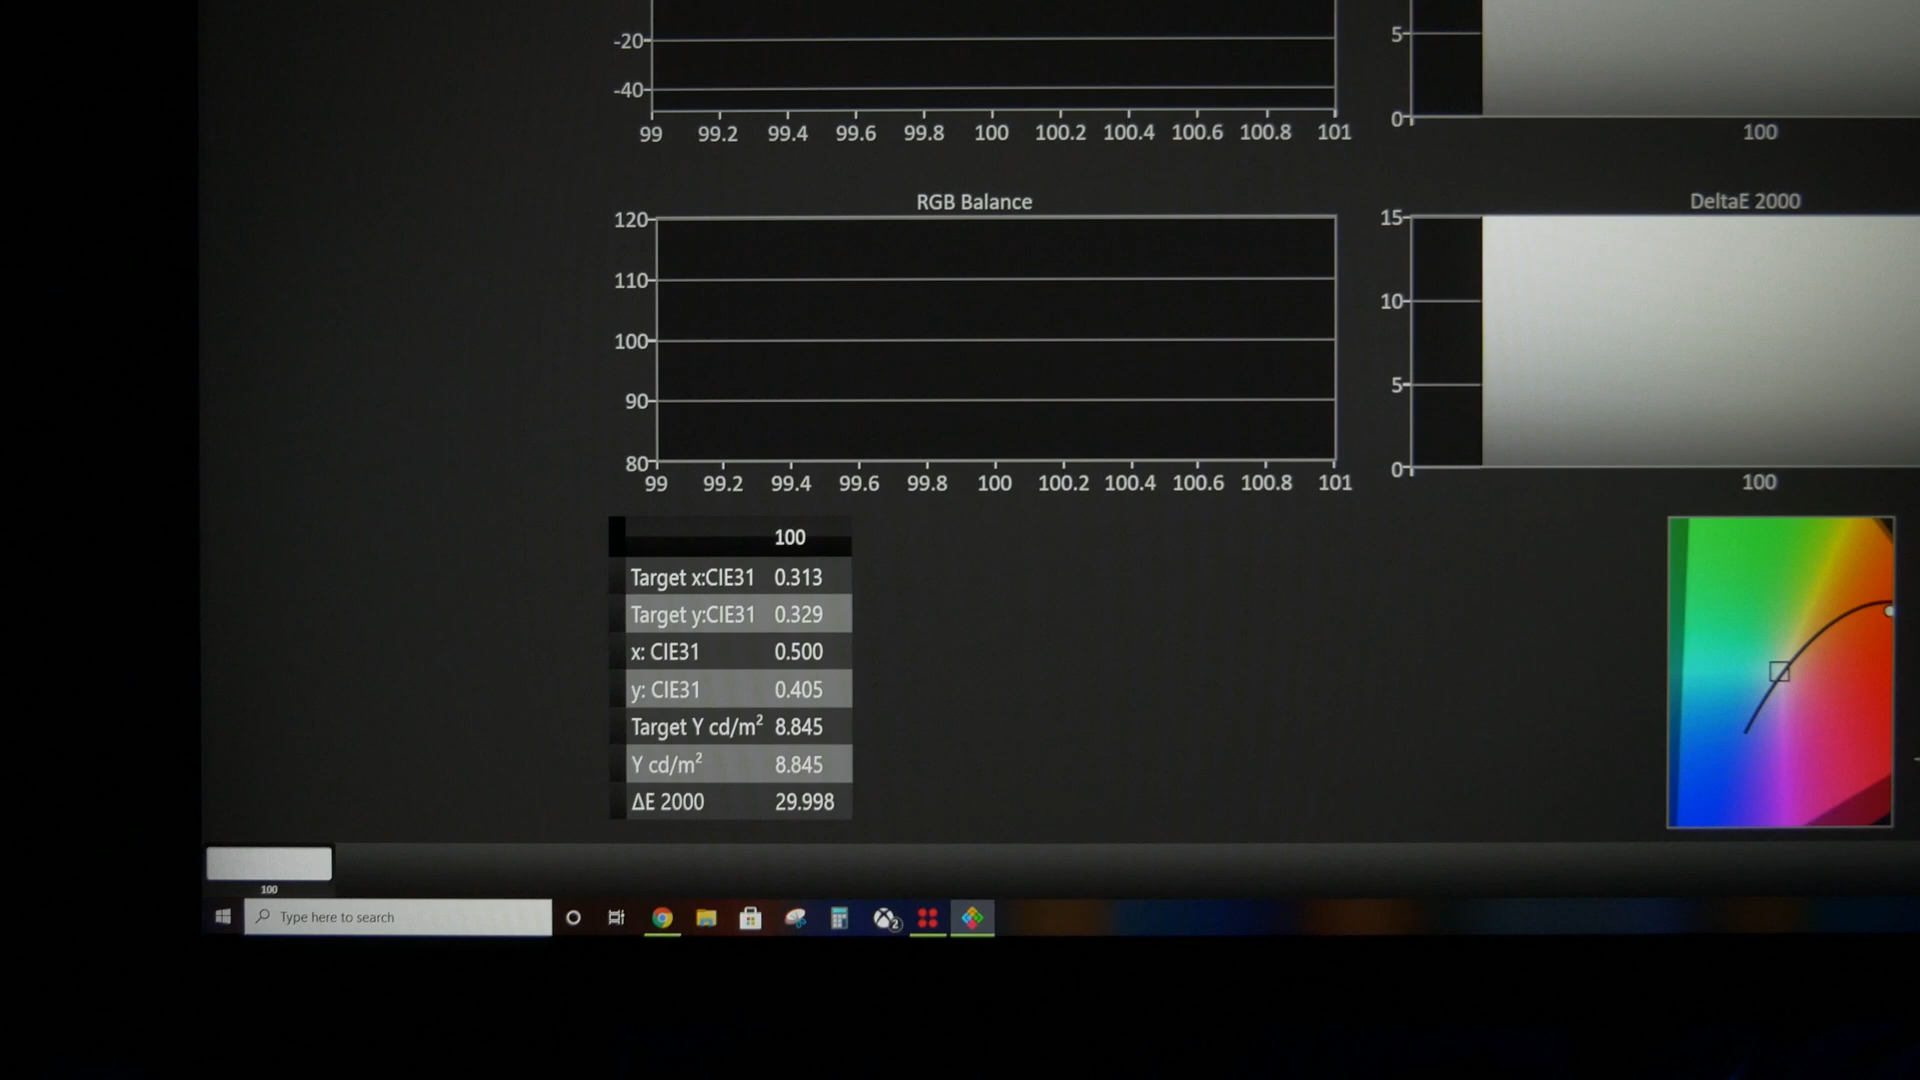 -20
-40
99 99.2 99.4 99.6 99.8 100 100.2 100.4 100.6 100.8 101
5
0
100
RGB Balance
120
110
100
90
80
99 99.2 99.4 99.6 99.8 100 100.2 100.4 100.6 100.8 101
DeltaE 2000
15
10
5
0
100
100
Target x:CIE31 0.313
Target y:CIE31 0.329
x: CIE31 0.500
y: CIE31 0.405
Target Y cd/m² 8.845
Y cd/m² 8.845
ΔE 2000 29.998
100
Type here to search
2